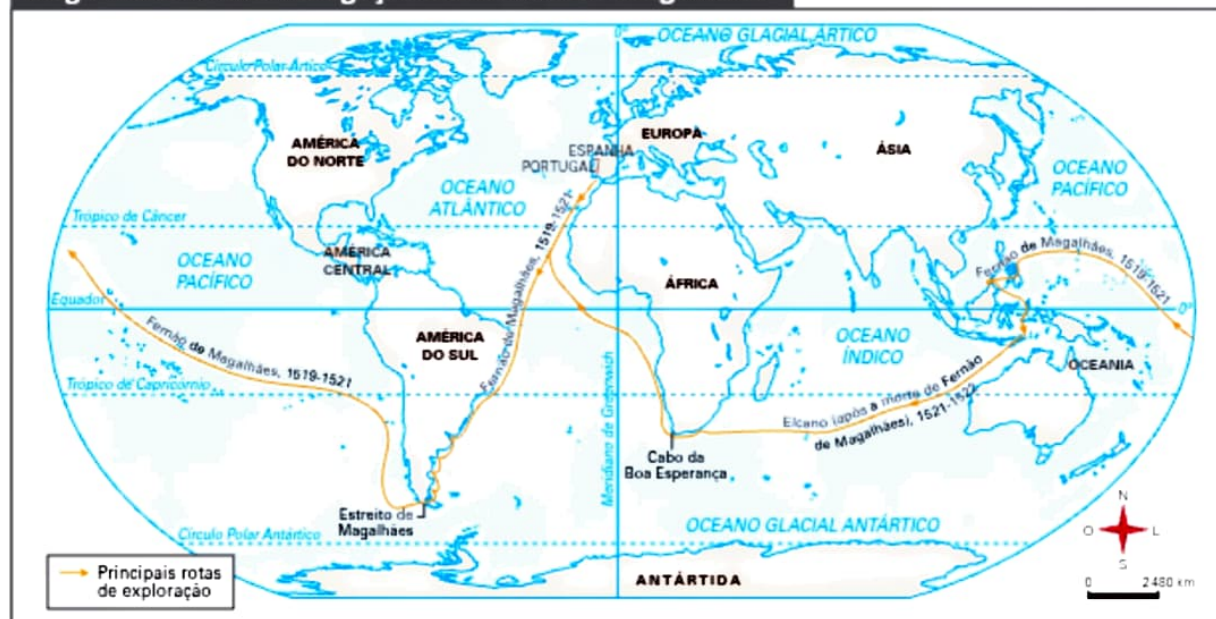 OCEANO GLACIAL ÁRTICO
0°
Círculo Polar Ártico
AMÉRICA
DO NORTE
EUROPA
ÁSIA
ESPANHA
PORTUGAL
OCEANO
ATLÂNTICO
OCEANO
PACÍFICO
Trópico de Câncer
OCEANO
PACÍFICO
AMÉRICA
CENTRAL
Fernão de Magalhães, 1519-1521
Fernão de Magalhães, 1519-1521
ÁFRICA
Equador
0°
Fernão de Magalhães, 1519-1521
AMÉRICA
DO SUL
OCEANO
ÍNDICO
OCEANIA
Trópico de Capricórnio
Meridiano de Greenwich
Elcano (após a morte de Fernão
de Magalhães), 1521-1522
Cabo da
Boa Esperança
Estreito de
Magalhães
Círculo Polar Antártico
OCEANO GLACIAL ANTÁRTICO
N
O
L
S
Principais rotas
de exploração
ANTÁRTIDA
0 2480 km